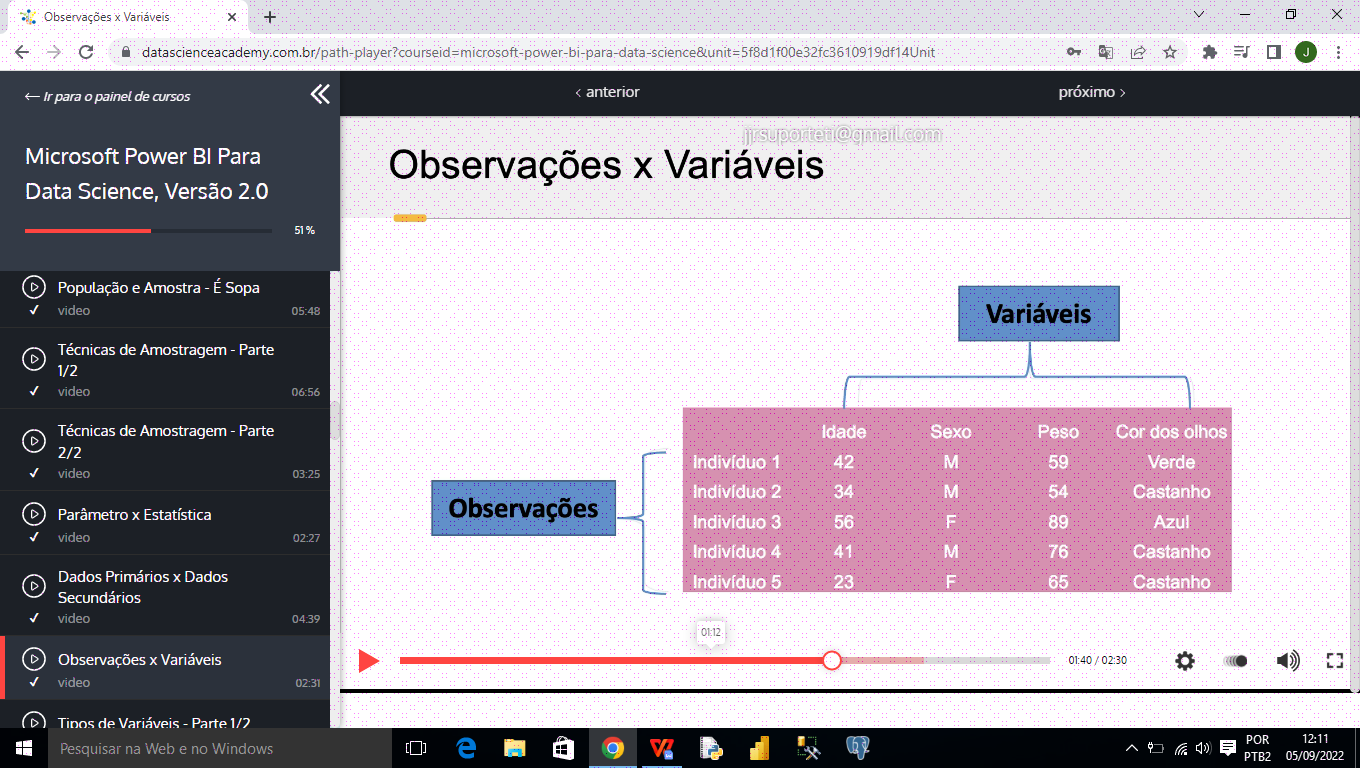 Observações x Variáveis
datascienceacademy.com.br/path-player?courseid=microsoft-power-bi-para-data-science&unit=5f8d1f00e32fc3610919df14Unit
J
← Ir para o painel de cursos
‹ anterior
próximo ›
Microsoft Power BI Para
Data Science, Versão 2.0
51%
População e Amostra - É Sopa
video 05:48
Técnicas de Amostragem - Parte
1/2
video 06:56
Técnicas de Amostragem - Parte
2/2
video 03:25
Parâmetro x Estatística
video 02:27
Dados Primários x Dados
Secundários
video 04:39
Observações x Variáveis
video 02:31
Tipos de Variáveis - Parte 1/2
jjrsuporteri@gmail.com
Observações x Variáveis
Variáveis
Observações
Idade Sexo Peso Cor dos olhos
Indivíduo 1 42 M 59 Verde
Indivíduo 2 34 M 54 Castanho
Indivíduo 3 56 F 89 Azul
Indivíduo 4 41 M 76 Castanho
Indivíduo 5 23 F 65 Castanho
01:12
01:40 / 02:30
Pesquisar na Web e no Windows
POR
PTB2
12:11
05/09/2022